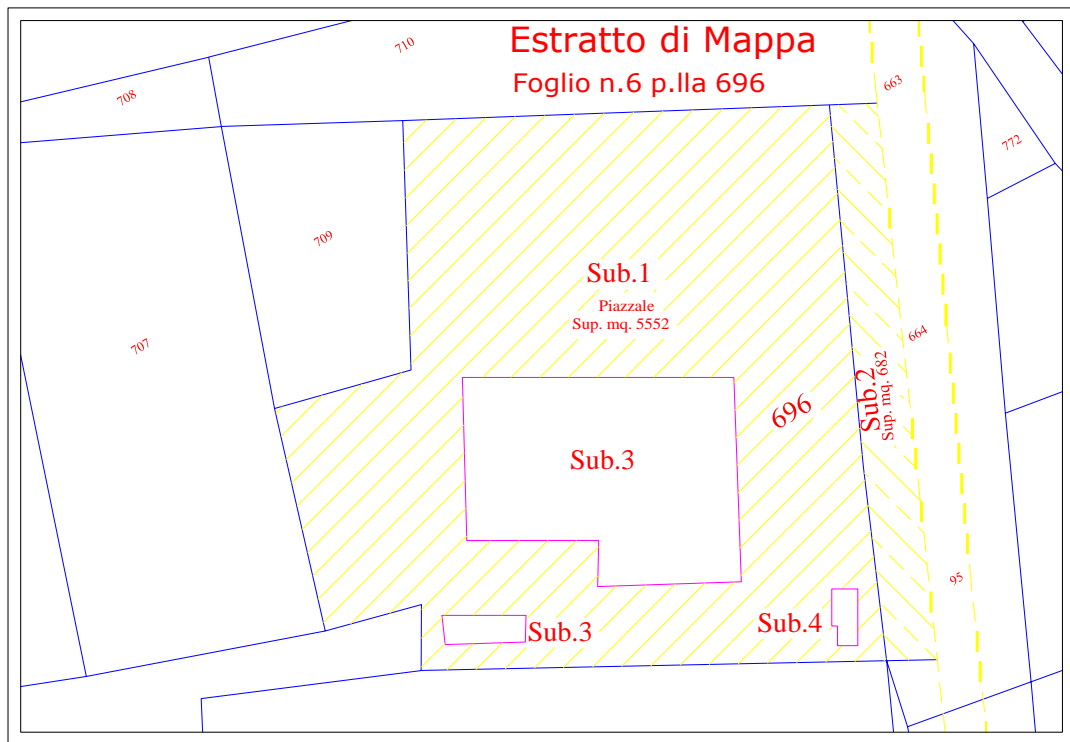 Estratto di Mappa
Foglio n.6 p.lla 696
710
708
663
772
709
Sub.1
Piazzale
Sup. mq. 5552
664
707
Sub.2
Sup. mq. 682
696
Sub.3
95
Sub.3
Sub.4